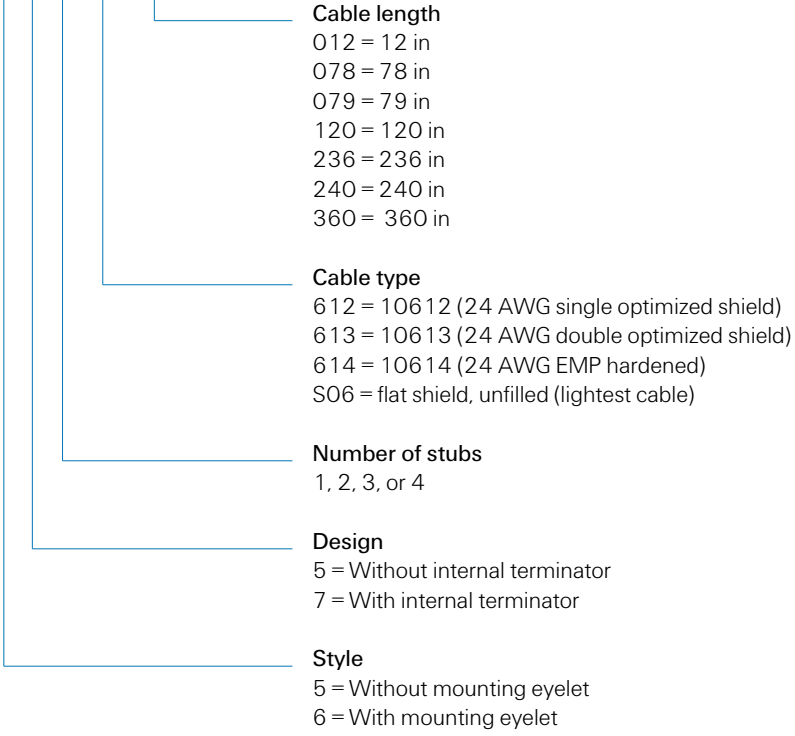 Cable length
012 = 12 in
078 = 78 in
079 = 79 in
120 = 120 in
236 = 236 in
240 = 240 in
360 = 360 in
Cable type
612 = 10612 (24 AWG single optimized shield)
613 = 10613 (24 AWG double optimized shield)
614 = 10614 (24 AWG EMP hardened)
S06 = flat shield, unfilled (lightest cable)
Number of stubs
1, 2, 3, or 4
Design
5 = Without internal terminator
7 = With internal terminator
Style
5 = Without mounting eyelet
6 = With mounting eyelet